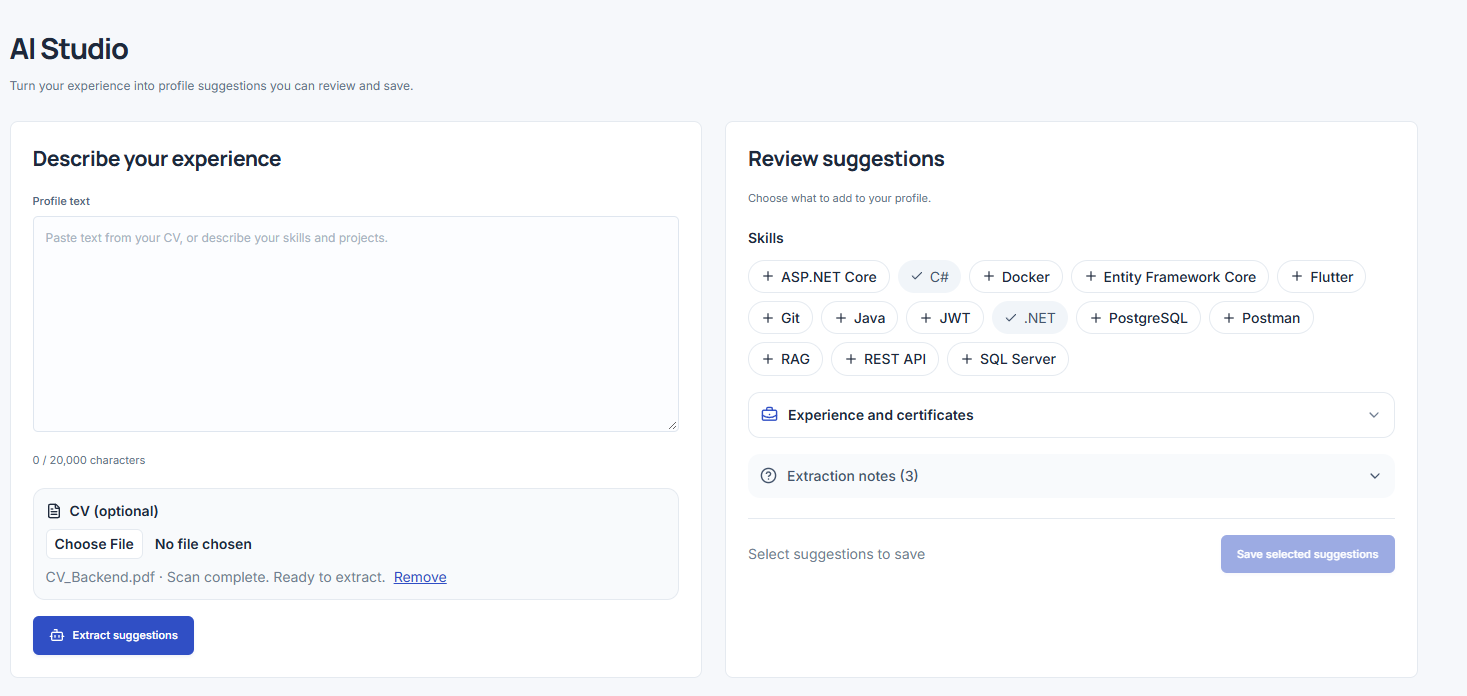 AI Studio
Turn your experience into profile suggestions you can review and save.
Describe your experience
Profile text
Paste text from your CV, or describe your skills and projects.
0 / 20,000 characters
CV (optional)
Choose File No file chosen
CV_Backend.pdf · Scan complete. Ready to extract. Remove
Extract suggestions
Review suggestions
Choose what to add to your profile.
Skills
+ ASP.NET Core ✓ C# + Docker + Entity Framework Core + Flutter
+ Git + Java + JWT ✓ .NET + PostgreSQL + Postman
+ RAG + REST API + SQL Server
Experience and certificates
Extraction notes (3)
Select suggestions to save Save selected suggestions